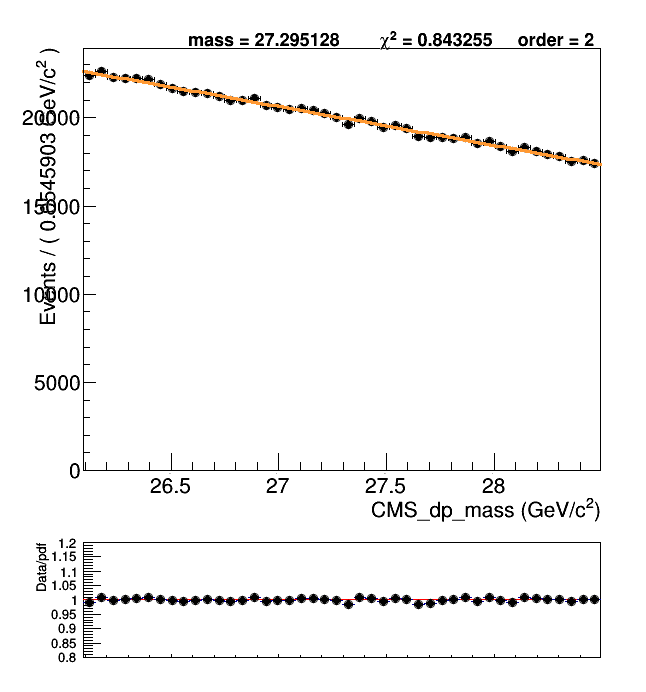 mass = 27.295128 χ² = 0.843255 order = 2
Events / ( 0.0545903 GeV/c² )
20000
15000
10000
5000
0
26.5 27 27.5 28
CMS_dp_mass (GeV/c²)
Data/pdf
1.2
1.15
1.1
1.05
1
0.95
0.9
0.85
0.8